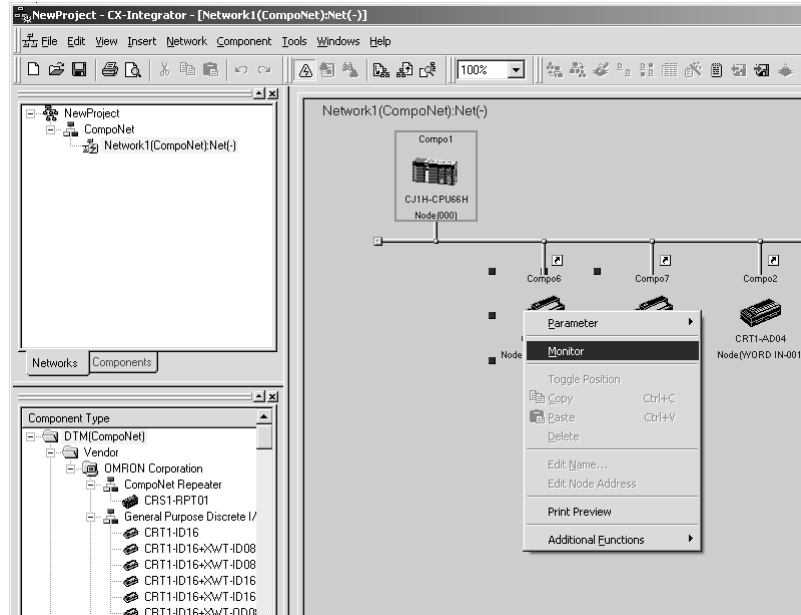 NewProject - CX-Integrator - [Network1(CompoNet):Net(-)]
File Edit View Insert Network Component Tools Windows Help
100%
NewProject
CompoNet
Network1(CompoNet):Net(-)
Networks Components
Component Type
DTM(CompoNet)
Vendor
OMRON Corporation
CompoNet Repeater
CRS1-RPT01
General Purpose Discrete I/
CRT1-ID16
CRT1-ID16+XWT-ID08
CRT1-ID16+XWT-OD08
CRT1-ID16+XWT-ID16
CRT1-ID16+XWT-ID16
Network1(CompoNet):Net(-)
Compo1
CJ1H-CPU66H
Node(000)
Compo6
Compo7
Compo2
Node
CRT1-AD04
Node(WORD IN-001
Parameter
Monitor
Toggle Position
Copy Ctrl+C
Paste Ctrl+V
Delete
Edit Name...
Edit Node Address
Print Preview
Additional Functions